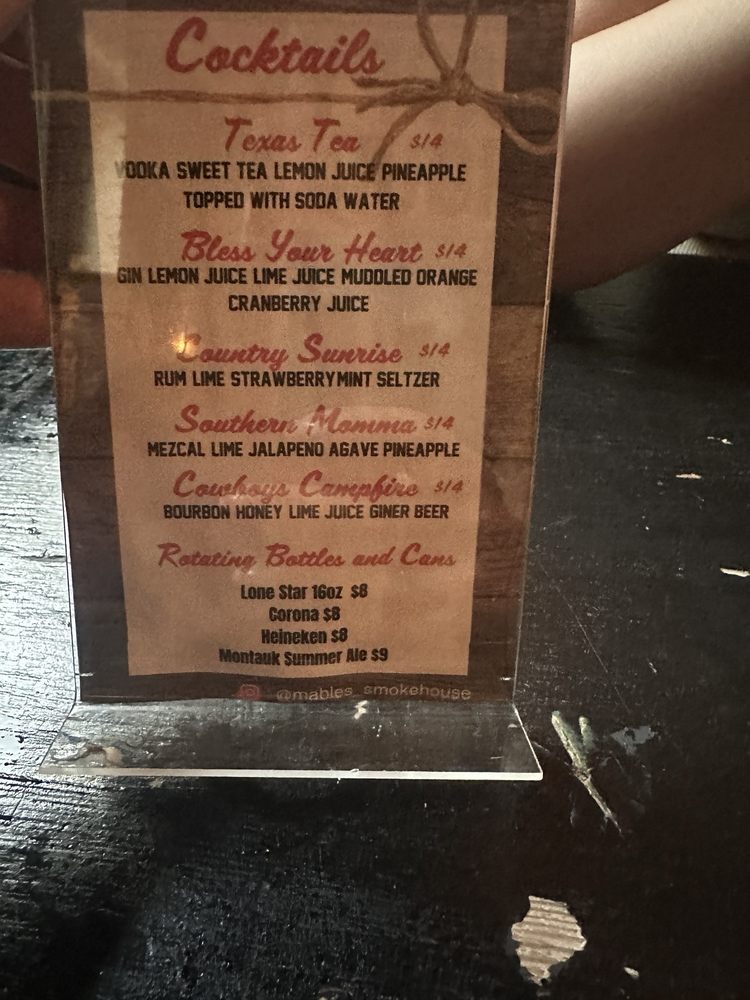 Cocktails
Texas Tea $14
VODKA SWEET TEA LEMON JUICE PINEAPPLE
TOPPED WITH SODA WATER
Bless Your Heart $14
GIN LEMON JUICE LIME JUICE MUDDLED ORANGE
CRANBERRY JUICE
Country Sunrise $14
RUM LIME STRAWBERRYMINT SELTZER
Southern Momma $14
MEZCAL LIME JALAPENO AGAVE PINEAPPLE
Cowboys Campfire $14
BOURBON HONEY LIME JUICE GINER BEER
Rotating Bottles and Cans
Lone Star 16oz $8
Corona $8
Heineken $8
Montauk Summer Ale $9
@mables_smokehouse